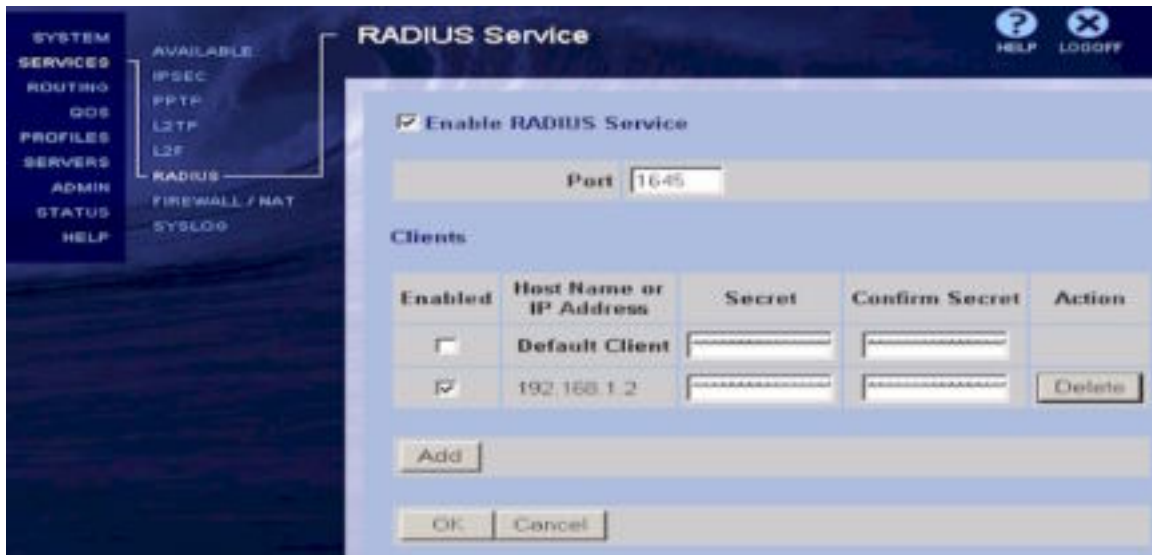 SYSTEM
SERVICES
ROUTING
QOS
PROFILES
SERVERS
ADMIN
STATUS
HELP
AVAILABLE
IPSEC
PPTP
L2TP
L2F
RADIUS
FIREWALL / NAT
SYSLOG
RADIUS Service
HELP LOGOFF
Enable RADIUS Service
Port 1645
Clients
Enabled Host Name or IP Address Secret Confirm Secret Action
Default Client ************** **************
192.168.1.2 ************** ************** Delete
Add
OK Cancel